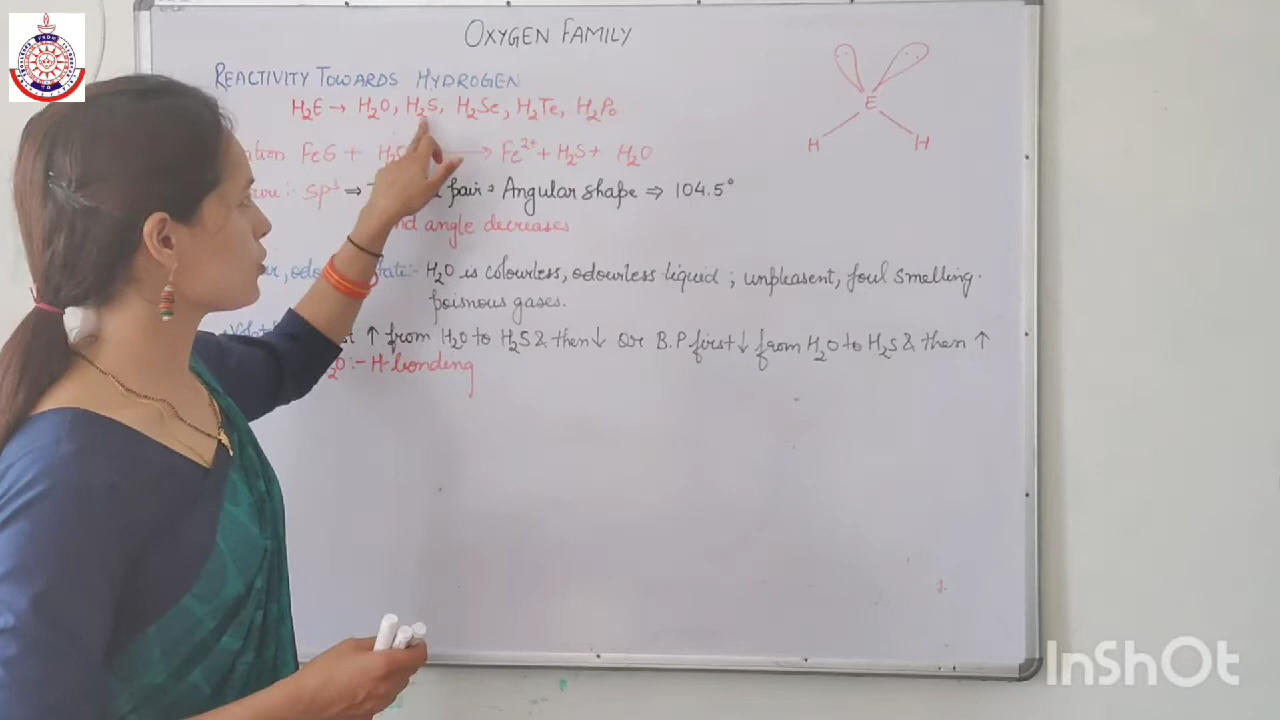 OXYGEN FAMILY
REACTIVITY TOWARDS HYDROGEN
H₂E → H₂O, H₂S, H₂Se, H₂Te, H₂Po
FeS + → Fe²⁺ + H₂S + H₂O
sp³ ⇒ pair Angular shape ⇒ 104.5°
angle decreases
H₂O is colourless, odourless liquid ; unpleasent, foul smelling
poisnous gases.
↑ from H₂O to H₂S & then ↓ or B.P first ↓ from H₂O to H₂S & then ↑
:- H-bonding
E
H H
InShOt